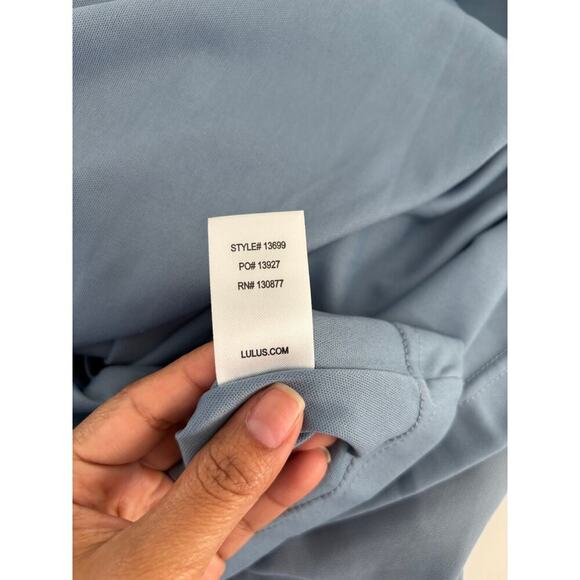 STYLE# 13699
PO# 13927
RN# 130877
LULUS.COM